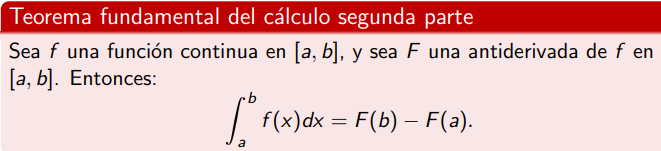 Teorema fundamental del cálculo segunda parte
Sea f una función continua en [a, b], y sea F una antiderivada de f en
[a, b]. Entonces:
∫_a^b f(x)dx = F(b) − F(a).